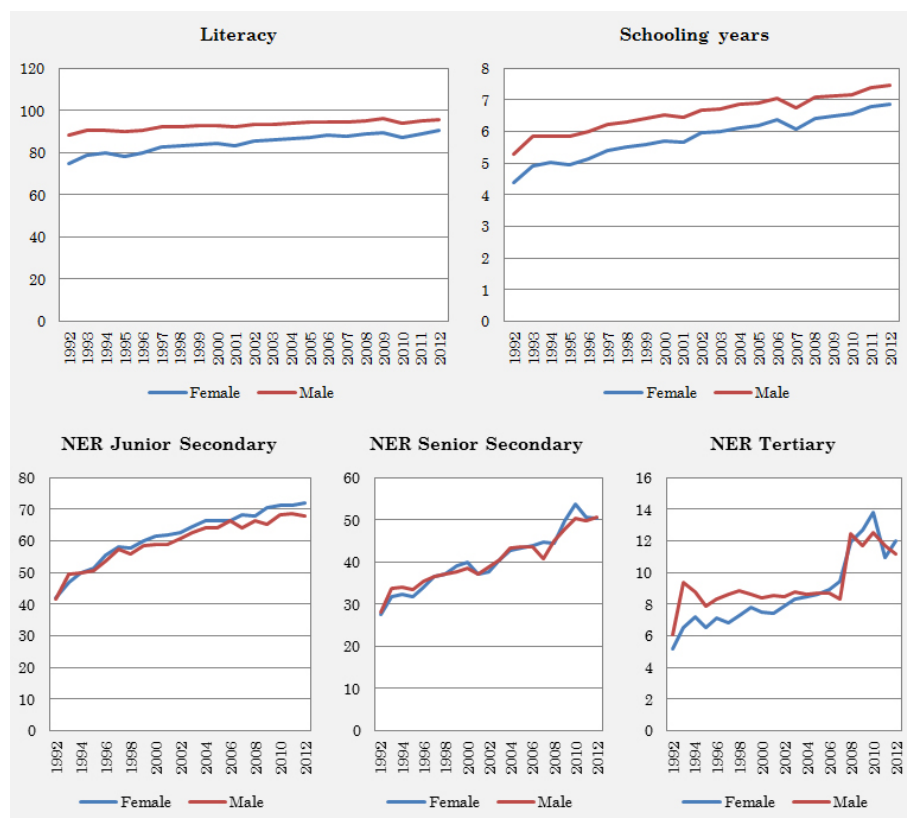 Literacy
120
100
80
60
40
20
0
1992 1993 1994 1995 1996 1997 1998 1999 2000 2001 2002 2003 2004 2005 2006 2007 2008 2009 2010 2011 2012
Female Male
Schooling years
8
7
6
5
4
3
2
1
0
1992 1993 1994 1995 1996 1997 1998 1999 2000 2001 2002 2003 2004 2005 2006 2007 2008 2009 2010 2011 2012
Female Male
NER Junior Secondary
80
70
60
50
40
30
20
10
0
1992 1994 1996 1998 2000 2002 2004 2006 2008 2010 2012
Female Male
NER Senior Secondary
60
50
40
30
20
10
0
1992 1994 1996 1998 2000 2002 2004 2006 2008 2010 2012
Female Male
NER Tertiary
16
14
12
10
8
6
4
2
0
1992 1994 1996 1998 2000 2002 2004 2006 2008 2010 2012
Female Male